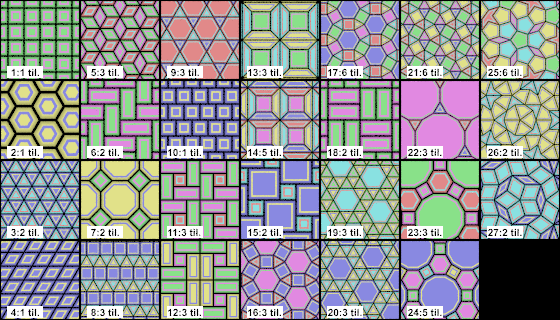 1:1 til. 5:3 til. 9:3 til. 13:3 til. 17:6 til. 21:6 til. 25:6 til.
2:1 til. 6:2 til. 10:1 til. 14:5 til. 18:2 til. 22:3 til. 26:2 til.
3:2 til. 7:2 til. 11:3 til. 15:2 til. 19:3 til. 23:3 til. 27:2 til.
4:1 til. 8:3 til. 12:3 til. 16:3 til. 20:3 til. 24:5 til.